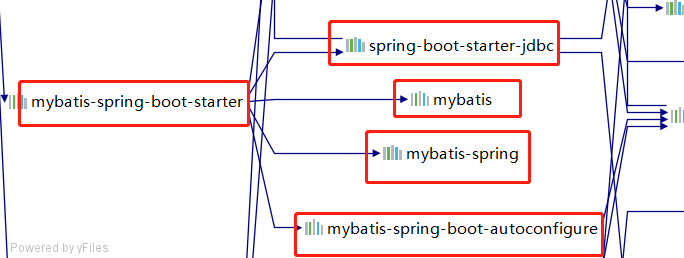 spring-boot-starter-jdbc
mybatis-spring-boot-starter
mybatis
mybatis-spring
mybatis-spring-boot-autoconfigure
Powered by yFiles